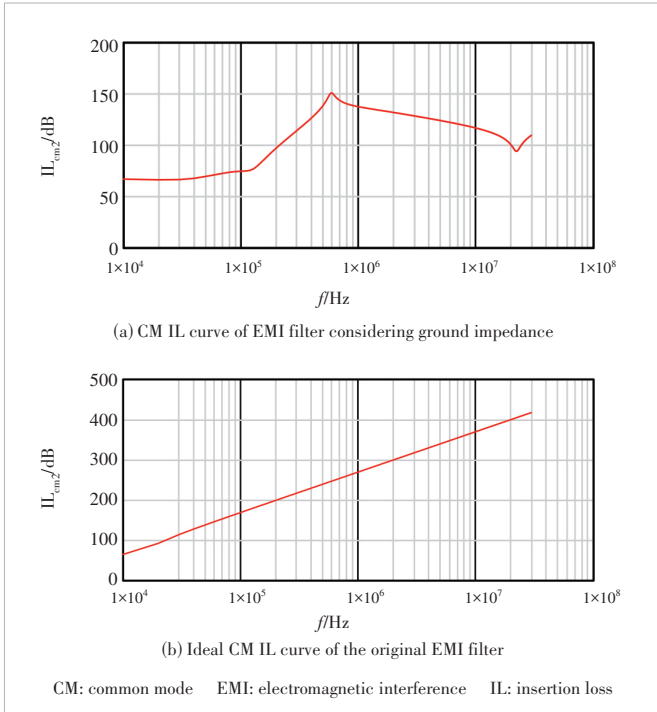 200
150
100
50
0
IL_cm2/dB
1×10⁴ 1×10⁵ 1×10⁶ 1×10⁷ 1×10⁸
f/Hz
(a) CM IL curve of EMI filter considering ground impedance
500
400
300
200
100
0
IL_cm2/dB
1×10⁴ 1×10⁵ 1×10⁶ 1×10⁷ 1×10⁸
f/Hz
(b) Ideal CM IL curve of the original EMI filter
CM: common mode EMI: electromagnetic interference IL: insertion loss